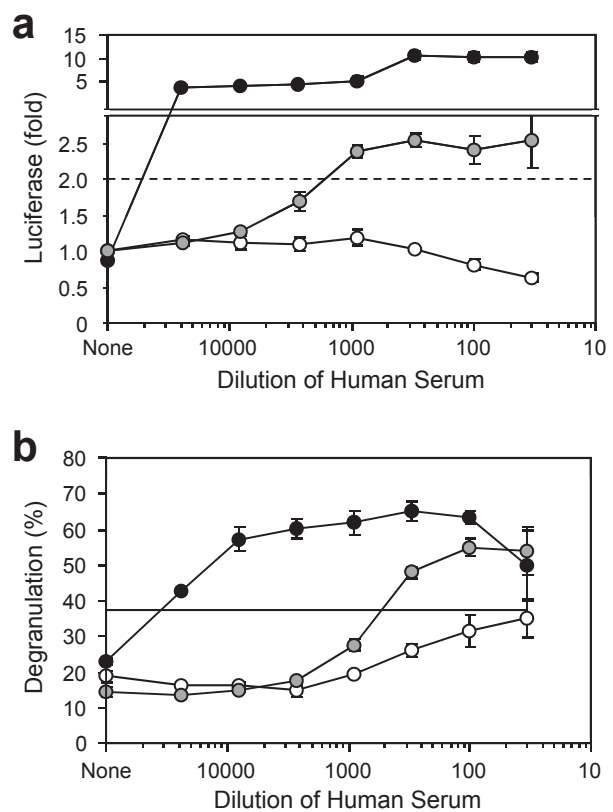 a
Luciferase (fold)
15
10
5
2.5
2.0
1.5
1.0
0.5
0
None 10000 1000 100 10
Dilution of Human Serum
b
Degranulation (%)
80
70
60
50
40
30
20
10
0
None 10000 1000 100 10
Dilution of Human Serum